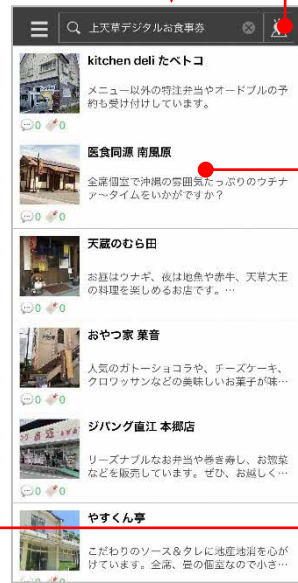 上天草デジタルお食事券
kitchen deli たべトコ
メニュー以外の特注弁当やオードブルの予
約も受け付けしています。
0 0
医食同源 南風原
全席個室で沖縄の雰囲気たっぷりのウチナ
ァ〜タイムをいかがですか？
0 0
天蔵のむら田
お昼はウナギ、夜は地魚や赤牛、天草大王
の料理を楽しめるお店です。…
0 0
おやつ家 菓音
人気のガトーショコラや、チーズケーキ、
クロワッサンなどの美味しいお菓子が味…
0 0
ジパング直江 本郷店
リーズナブルなお弁当や巻き寿し、お惣菜
などを販売しています。ぜひ、お越しく…
0 0
やすくん亭
こだわりのソース＆タレに地産地消を心が
けています。全席、畳の個室なので小さ…
0 0